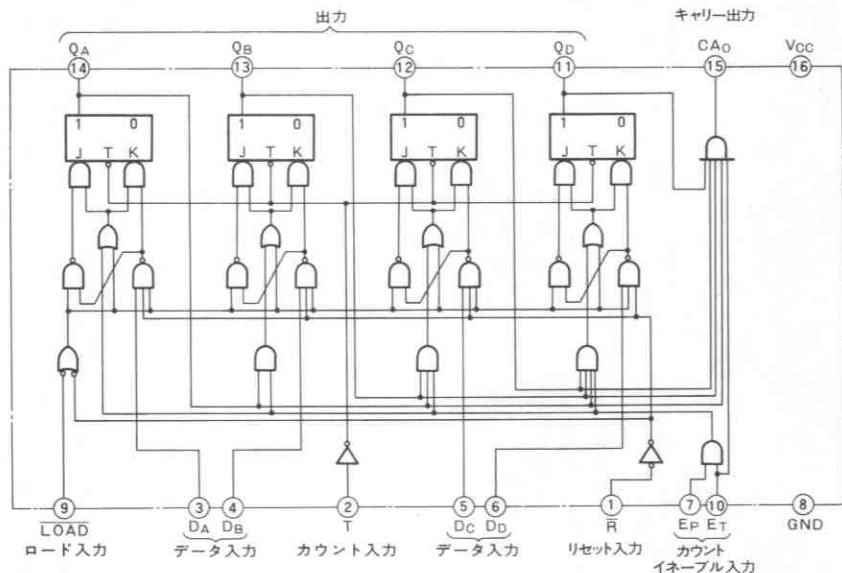 出力 キャリー出力
QA QB QC QD CAO VCC
14 13 12 11 15 16
1 0 1 0 1 0 1 0
J T K J T K J T K J T K
9 3 4 2 5 6 1 7 10 8
LOAD DA DB T DC DD R EP ET GND
ロード入力 データ入力 カウント入力 データ入力 リセット入力 カウント
イネーブル入力